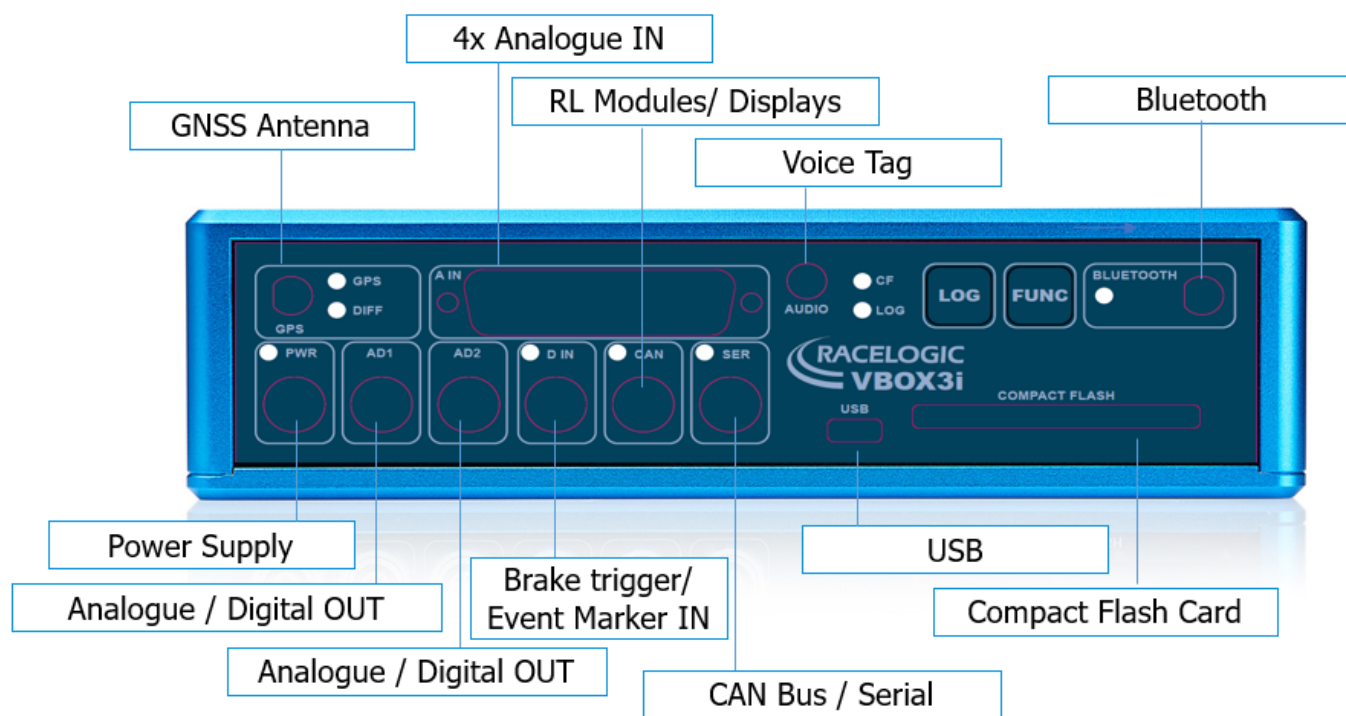 4x Analogue IN
RL Modules/ Displays
Bluetooth
GNSS Antenna
Voice Tag
GPS
DIFF
GPS
A IN
AUDIO
CF
LOG
LOG
FUNC
BLUETOOTH
PWR
AD1
AD2
D IN
CAN
SER
RACELOGIC
VBOX3i
USB
COMPACT FLASH
Power Supply
Analogue / Digital OUT
Analogue / Digital OUT
Brake trigger/
Event Marker IN
CAN Bus / Serial
USB
Compact Flash Card